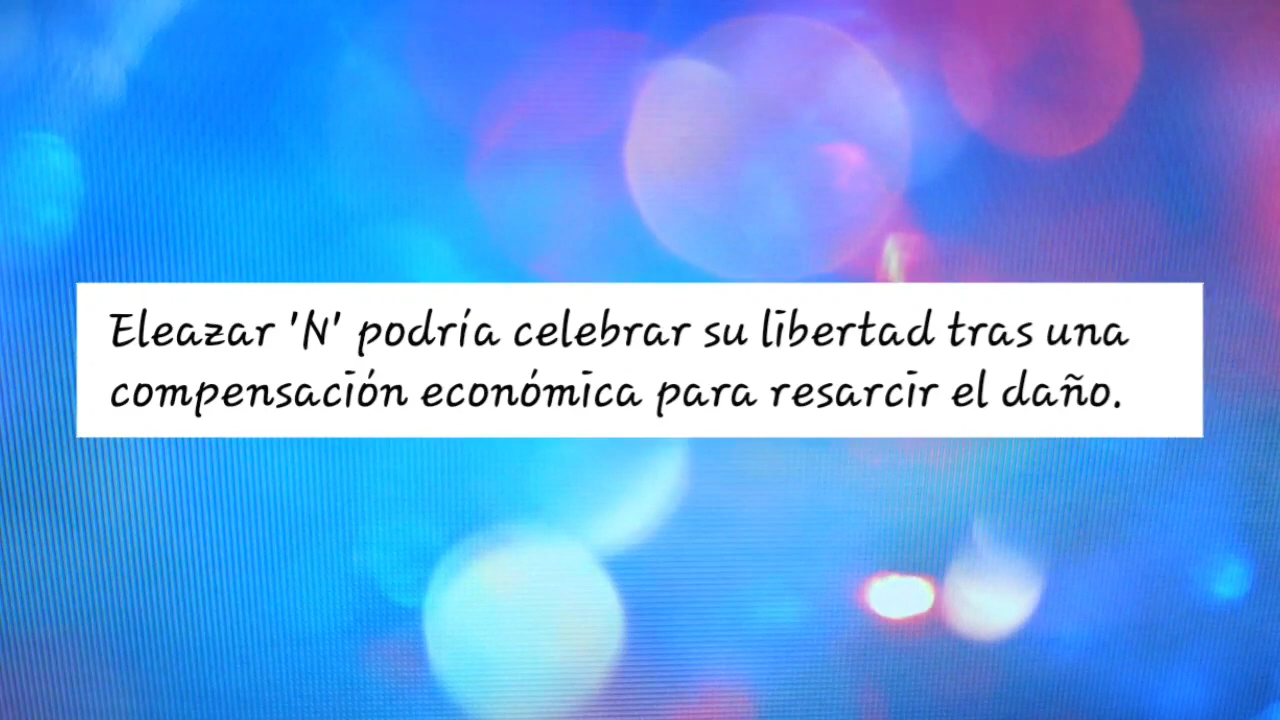 Eleazar 'N' podría celebrar su libertad tras una
compensación económica para resarcir el daño.